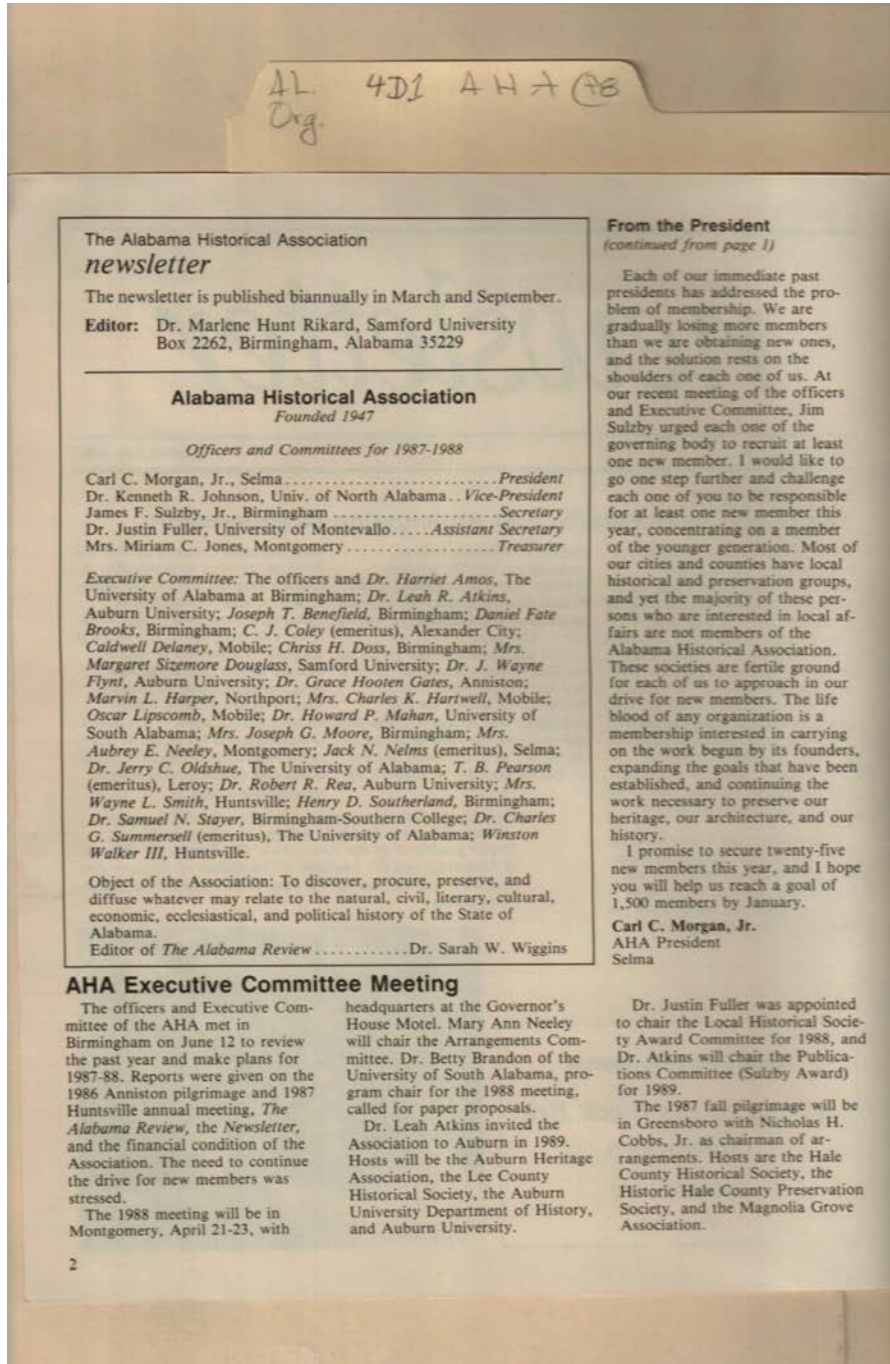 AL. 4D1 AHA
Org.
The Alabama Historical Association
newsletter
The newsletter is published biannually in March and September.
Editor: Dr. Marlene Hunt Rikard, Samford University
Box 2262, Birmingham, Alabama 35229
Alabama Historical Association
Founded 1947
Officers and Committees for 1987-1988
Carl C. Morgan, Jr., Selma..........................President
Dr. Kenneth R. Johnson, Univ. of North Alabama..Vice-President
James F. Sulzby, Jr., Birmingham.....................Secretary
Dr. Justin Fuller, University of Montevallo.....Assistant Secretary
Mrs. Miriam C. Jones, Montgomery...................Treasurer
Executive Committee: The officers and Dr. Harriet Amos, The
University of Alabama at Birmingham; Dr. Leah R. Atkins,
Auburn University; Joseph T. Benefield, Birmingham; Daniel Fate
Brooks, Birmingham; C. J. Coley (emeritus), Alexander City;
Caldwell Delaney, Mobile; Chriss H. Doss, Birmingham; Mrs.
Margaret Sizemore Douglass, Samford University; Dr. J. Wayne
Flynt, Auburn University; Dr. Grace Hooten Gates, Anniston;
Marvin L. Harper, Northport; Mrs. Charles K. Hartwell, Mobile;
Oscar Lipscomb, Mobile; Dr. Howard P. Mahan, University of
South Alabama; Mrs. Joseph G. Moore, Birmingham; Mrs.
Aubrey E. Neeley, Montgomery; Jack N. Nelms (emeritus), Selma;
Dr. Jerry C. Oldshue, The University of Alabama; T. B. Pearson
(emeritus), Leroy; Dr. Robert R. Rea, Auburn University; Mrs.
Wayne L. Smith, Huntsville; Henry D. Southerland, Birmingham;
Dr. Samuel N. Stayer, Birmingham-Southern College; Dr. Charles
G. Summersell (emeritus), The University of Alabama; Winston
Walker III, Huntsville.
Object of the Association: To discover, procure, preserve, and
diffuse whatever may relate to the natural, civil, literary, cultural,
economic, ecclesiastical, and political history of the State of
Alabama.
Editor of The Alabama Review............Dr. Sarah W. Wiggins
From the President
(continued from page 1)
Each of our immediate past
presidents has addressed the pro-
blem of membership. We are
gradually losing more members
than we are obtaining new ones,
and the solution rests on the
shoulders of each one of us. At
our recent meeting of the officers
and Executive Committee, Jim
Sulzby urged each one of the
governing body to recruit at least
one new member. I would like to
go one step further and challenge
each one of you to be responsible
for at least one new member this
year, concentrating on a member
of the younger generation. Most of
our cities and counties have local
historical and preservation groups,
and yet the majority of these per-
sons who are interested in local af-
fairs are not members of the
Alabama Historical Association.
These societies are fertile ground
for each of us to approach in our
drive for new members. The life
blood of any organization is a
membership interested in carrying
on the work begun by its founders,
expanding the goals that have been
established, and continuing the
work necessary to preserve our
heritage, our architecture, and our
history.
I promise to secure twenty-five
new members this year, and I hope
you will help us reach a goal of
1,500 members by January.
Carl C. Morgan, Jr.
AHA President
Selma
AHA Executive Committee Meeting
The officers and Executive Com-
mittee of the AHA met in
Birmingham on June 12 to review
the past year and make plans for
1987-88. Reports were given on the
1986 Anniston pilgrimage and 1987
Huntsville annual meeting, The
Alabama Review, the Newsletter,
and the financial condition of the
Association. The need to continue
the drive for new members was
stressed.
The 1988 meeting will be in
Montgomery, April 21-23, with
headquarters at the Governor's
House Motel. Mary Ann Neeley
will chair the Arrangements Com-
mittee. Dr. Betty Brandon of the
University of South Alabama, pro-
gram chair for the 1988 meeting,
called for paper proposals.
Dr. Leah Atkins invited the
Association to Auburn in 1989.
Hosts will be the Auburn Heritage
Association, the Lee County
Historical Society, the Auburn
University Department of History,
and Auburn University.
Dr. Justin Fuller was appointed
to chair the Local Historical Socie-
ty Award Committee for 1988, and
Dr. Atkins will chair the Publica-
tions Committee (Sulzby Award)
for 1989.
The 1987 fall pilgrimage will be
in Greensboro with Nicholas H.
Cobbs, Jr. as chairman of ar-
rangements. Hosts are the Hale
County Historical Society, the
Historic Hale County Preservation
Society, and the Magnolia Grove
Association.
2